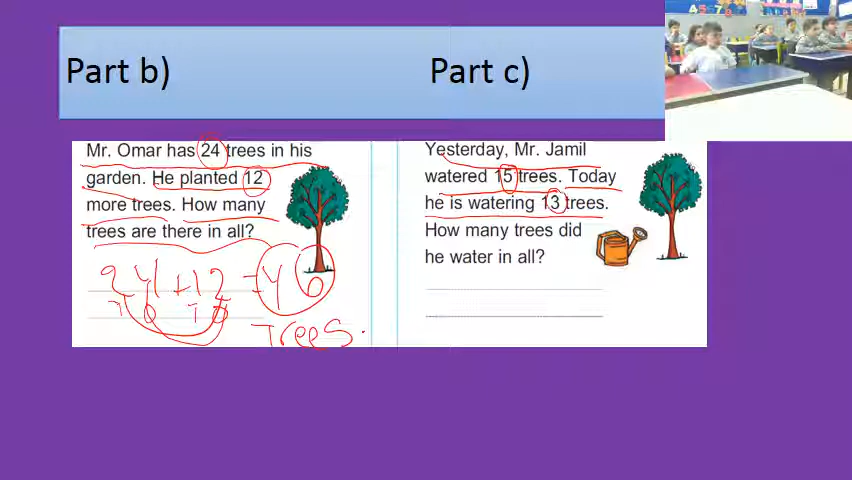 Part b)
Part c)
Mr. Omar has 24 trees in his
garden. He planted 12
more trees. How many
trees are there in all?
24 + 12 = 46
T O T O
Trees.
Yesterday, Mr. Jamil
watered 15 trees. Today
he is watering 13 trees.
How many trees did
he water in all?